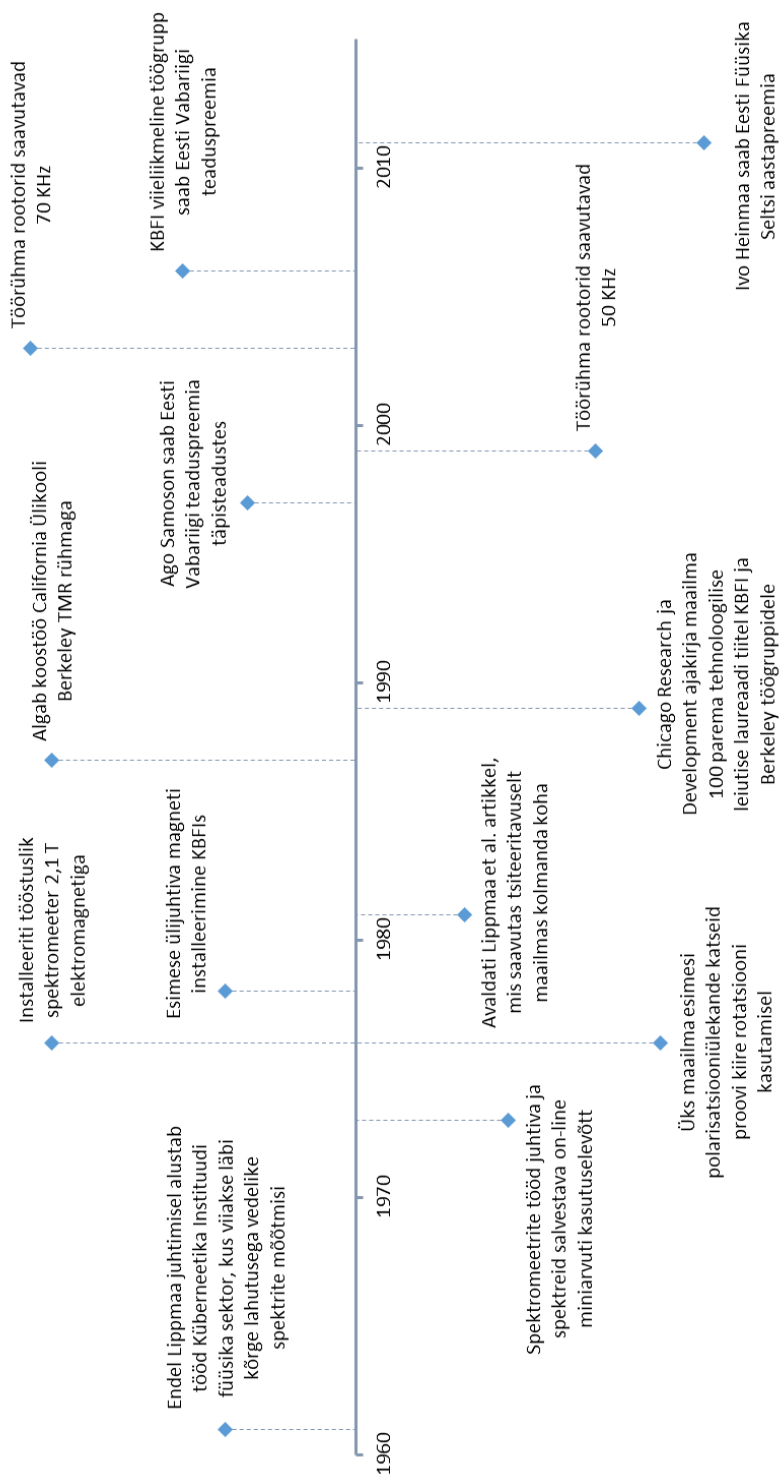 Endel Lippmaa juhtimisel alustab
tööd Küberneetika Instituudi
füüsika sektor, kus viiakse läbi
kõrge lahutusega vedelike
spektrite mõõtmisi
Installeeriti tööstuslik
spektromeeter 2,1 T
elektromagnetiga
Esimese ülijuhtiva magneti
installeerimine KBFIs
Algab koostöö California Ülikooli
Berkeley TMR rühmaga
Ago Samoson saab Eesti
Vabariigi teaduspreemia
täpisteadustes
Töörühma rootorid saavutavad
70 KHz
KBFI viieliikmeline töögrupp
saab Eesti Vabariigi
teaduspreemia
1960
1970
1980
1990
2000
2010
Spektromeetrite tööd juhtiva ja
spektreid salvestava on-line
miniarvuti kasutuselevõtt
Üks maailma esimesi
polarisatsiooniülekande katseid
proovi kiire rotatsiooni
kasutamisel
Avaldati Lippmaa et al. artikkel,
mis saavutas tsiteeritavuselt
maailmas kolmanda koha
Chicago Research ja
Development ajakirja maailma
100 parema tehnoloogilise
leiutise laureaadi tiitel KBFI ja
Berkeley töögruppidele
Töörühma rootorid saavutavad
50 KHz
Ivo Heinmaa saab Eesti Füüsika
Seltsi aastapreemia